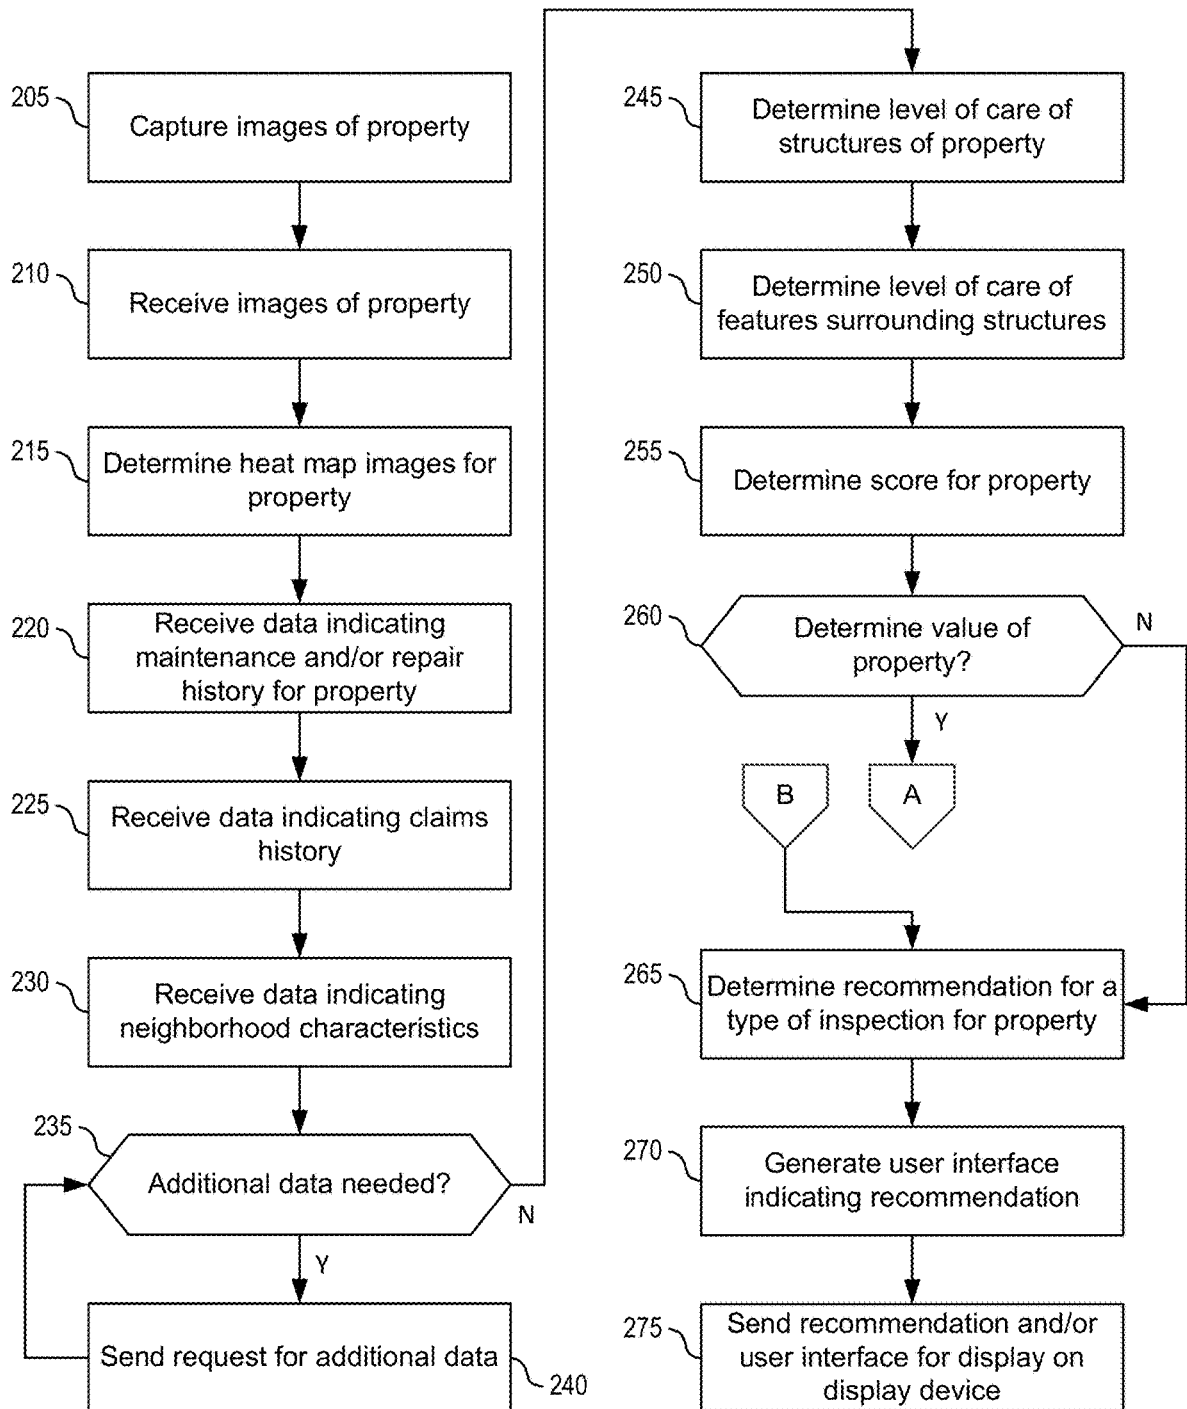 205
Capture images of property
210
Receive images of property
215
Determine heat map images for
property
220
Receive data indicating
maintenance and/or repair
history for property
225
Receive data indicating claims
history
230
Receive data indicating
neighborhood characteristics
235
Additional data needed?
N
Y
Send request for additional data
240
245
Determine level of care of
structures of property
250
Determine level of care of
features surrounding structures
255
Determine score for property
260
Determine value of
property?
N
Y
B
A
265
Determine recommendation for a
type of inspection for property
270
Generate user interface
indicating recommendation
275
Send recommendation and/or
user interface for display on
display device